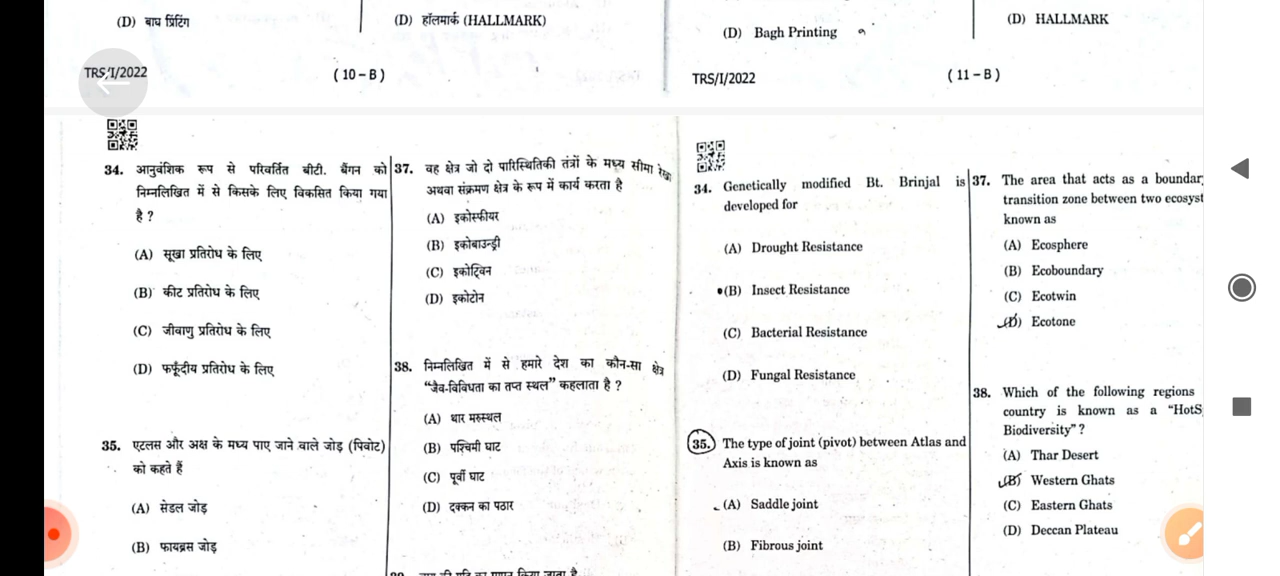 (D) बाघ प्रिंटिंग
(D) हॉलमार्क (HALLMARK)
(D) Bagh Printing
(D) HALLMARK
TRS/I/2022
( 10 – B )
TRS/I/2022
( 11 – B )
34. आनुवंशिक रूप से परिवर्तित बीटी. बैंगन को
निम्नलिखित में से किसके लिए विकसित किया गया
है ?
(A) सूखा प्रतिरोध के लिए
(B) कीट प्रतिरोध के लिए
(C) जीवाणु प्रतिरोध के लिए
(D) फफूँदीय प्रतिरोध के लिए
35. एटलस और अक्ष के मध्य पाए जाने वाले जोड़ (पिवोट)
को कहते हैं
(A) सेडल जोड़
(B) फायब्रस जोड़
37. वह क्षेत्र जो दो पारिस्थितिकी तंत्रों के मध्य सीमा रेखा
अथवा संक्रमण क्षेत्र के रूप में कार्य करता है
(A) इकोस्फीयर
(B) इकोबाउन्ड्री
(C) इकोट्विन
(D) इकोटोन
38. निम्नलिखित में से हमारे देश का कौन-सा क्षेत्र
“जैव-विविधता का तप्त स्थल” कहलाता है ?
(A) थार मरुस्थल
(B) पश्चिमी घाट
(C) पूर्वी घाट
(D) दक्कन का पठार
34. Genetically modified Bt. Brinjal is
developed for
(A) Drought Resistance
(B) Insect Resistance
(C) Bacterial Resistance
(D) Fungal Resistance
35. The type of joint (pivot) between Atlas and
Axis is known as
(A) Saddle joint
(B) Fibrous joint
37. The area that acts as a boundar
transition zone between two ecosyst
known as
(A) Ecosphere
(B) Ecoboundary
(C) Ecotwin
(D) Ecotone
38. Which of the following regions
country is known as a “HotS
Biodiversity” ?
(A) Thar Desert
(B) Western Ghats
(C) Eastern Ghats
(D) Deccan Plateau